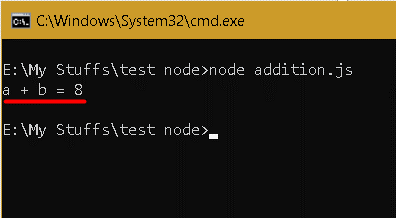 C:\Windows\System32\cmd.exe
E:\My Stuffs\test node>node addition.js
a + b = 8
E:\My Stuffs\test node>